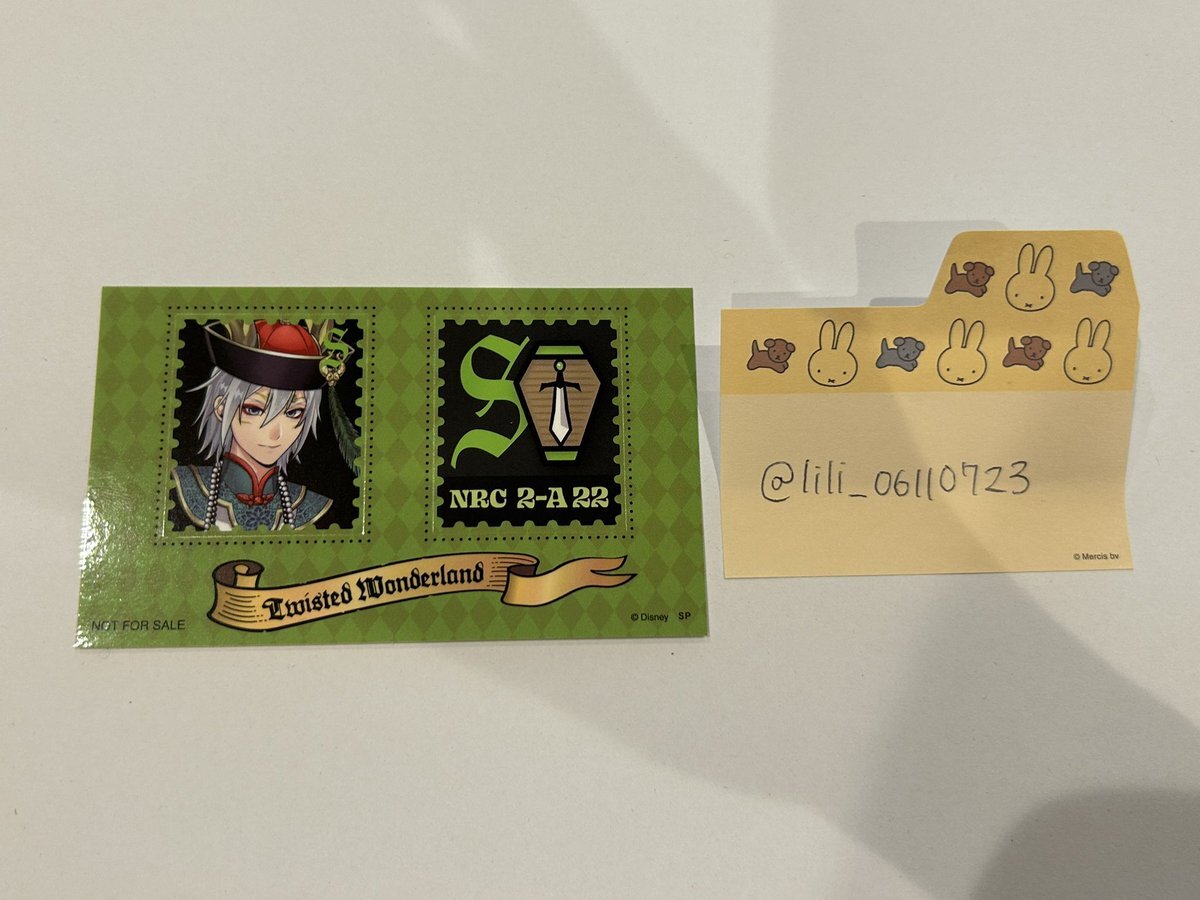 S
S
NRC 2-A 22
Twisted Wonderland
NOT FOR SALE
© Disney SP
@lili_06110723
© Mercis bv